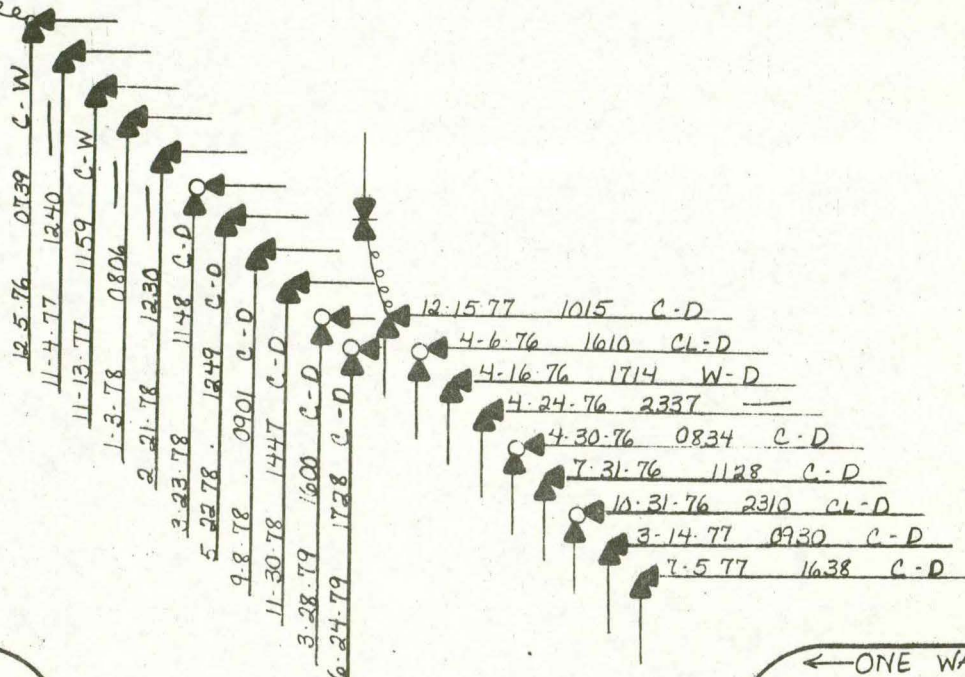 12·5·76 0739 C-W
11-4-77 1240 —
11-13-77 1159 C-W
1-3-78 0806 —
2-21-78 1230 —
3-23-78 1148 C-D
5-22-78 1249 C-D
9-8-78 0901 C-D
11-30-78 1447 C-D
3-28-79 1600 C-D
6-24-79 1728 C-D
12-15-77 1015 C-D
4-6-76 1610 CL-D
4-16-76 1714 W-D
4-24-76 2337 —
4-30-76 0834 C-D
7-31-76 1128 C-D
10-31-76 2310 CL-D
3-14-77 0930 C-D
7-5-77 1638 C-D
←ONE